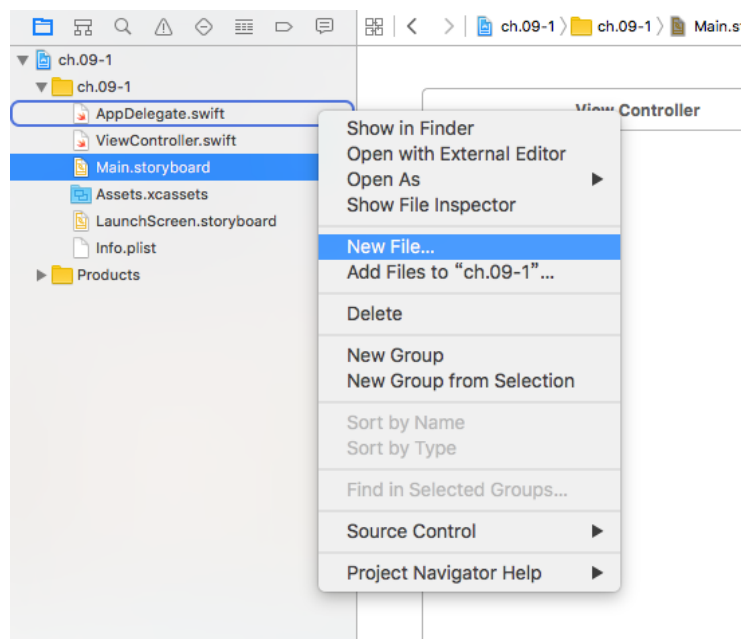 ch.09-1 ch.09-1 Main.s
ch.09-1
ch.09-1
AppDelegate.swift
ViewController.swift
Main.storyboard
Assets.xcassets
LaunchScreen.storyboard
Info.plist
Products
View Controller
Show in Finder
Open with External Editor
Open As
Show File Inspector
New File...
Add Files to “ch.09-1”...
Delete
New Group
New Group from Selection
Sort by Name
Sort by Type
Find in Selected Groups...
Source Control
Project Navigator Help